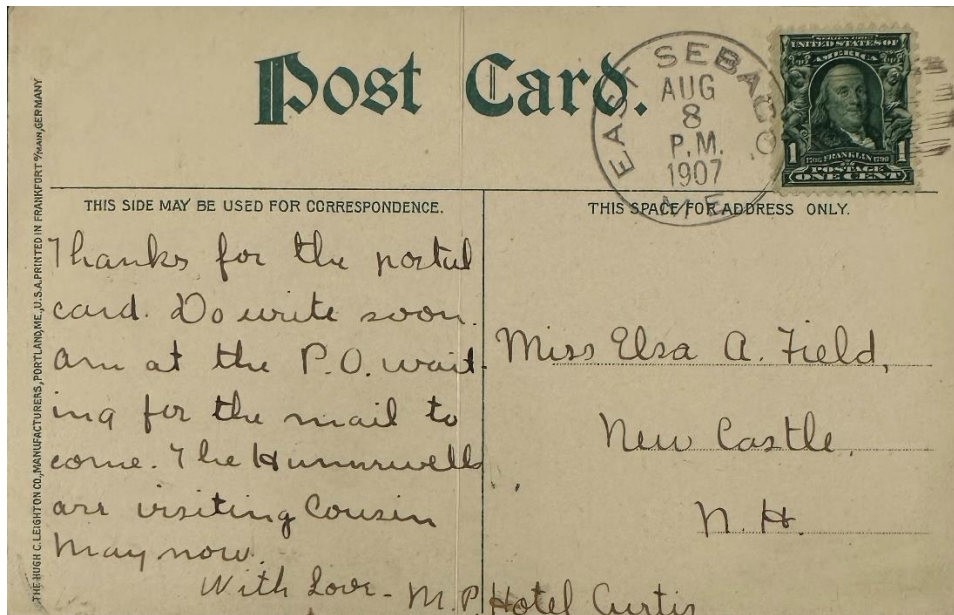 Post Card.
EAST SEBAGO
AUG
8
P.M.
1907
ME.
SERIES 1902
UNITED STATES OF
AMERICA
1706 FRANKLIN 1790
POSTAGE
1 ONE CENT 1
THIS SIDE MAY BE USED FOR CORRESPONDENCE.
THIS SPACE FOR ADDRESS ONLY.
THE HUGH C. LEIGHTON CO., MANUFACTURERS, PORTLAND, ME., U.S.A. PRINTED IN FRANKFORT O/MAIN, GERMANY
Thanks for the postal
card. Do write soon.
am at the P.O. wait-
ing for the mail to
come. The Hunnewells
are visiting Cousin
May now.
With Love - M.P.
Miss Elsa A. Field,
New Castle,
N.H.
Hotel Curtis